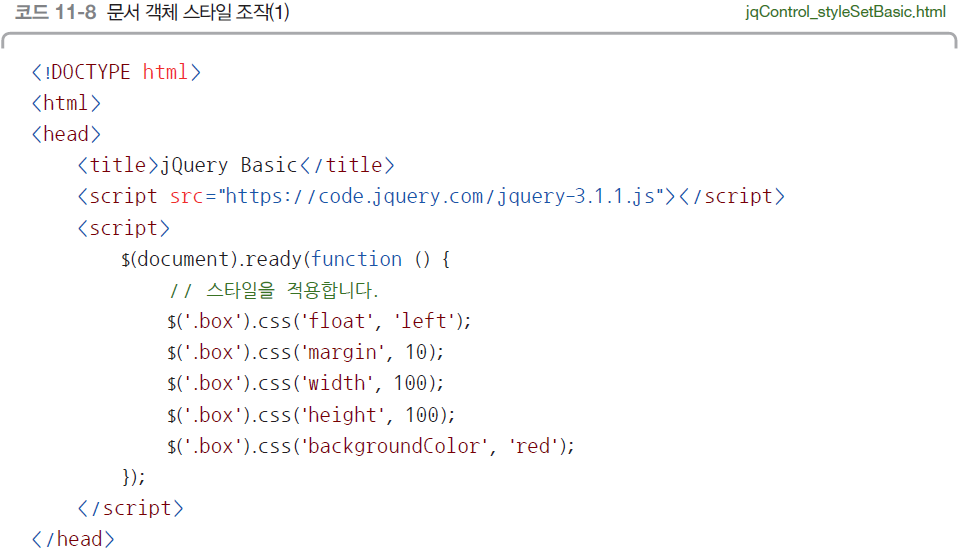 코드 11-8 문서 객체 스타일 조작(1) jqControl_styleSetBasic.html
<!DOCTYPE html>
<html>
<head>
    <title>jQuery Basic</title>
    <script src="https://code.jquery.com/jquery-3.1.1.js"></script>
    <script>
        $(document).ready(function () {
            // 스타일을 적용합니다.
            $('.box').css('float', 'left');
            $('.box').css('margin', 10);
            $('.box').css('width', 100);
            $('.box').css('height', 100);
            $('.box').css('backgroundColor', 'red');
        });
    </script>
</head>